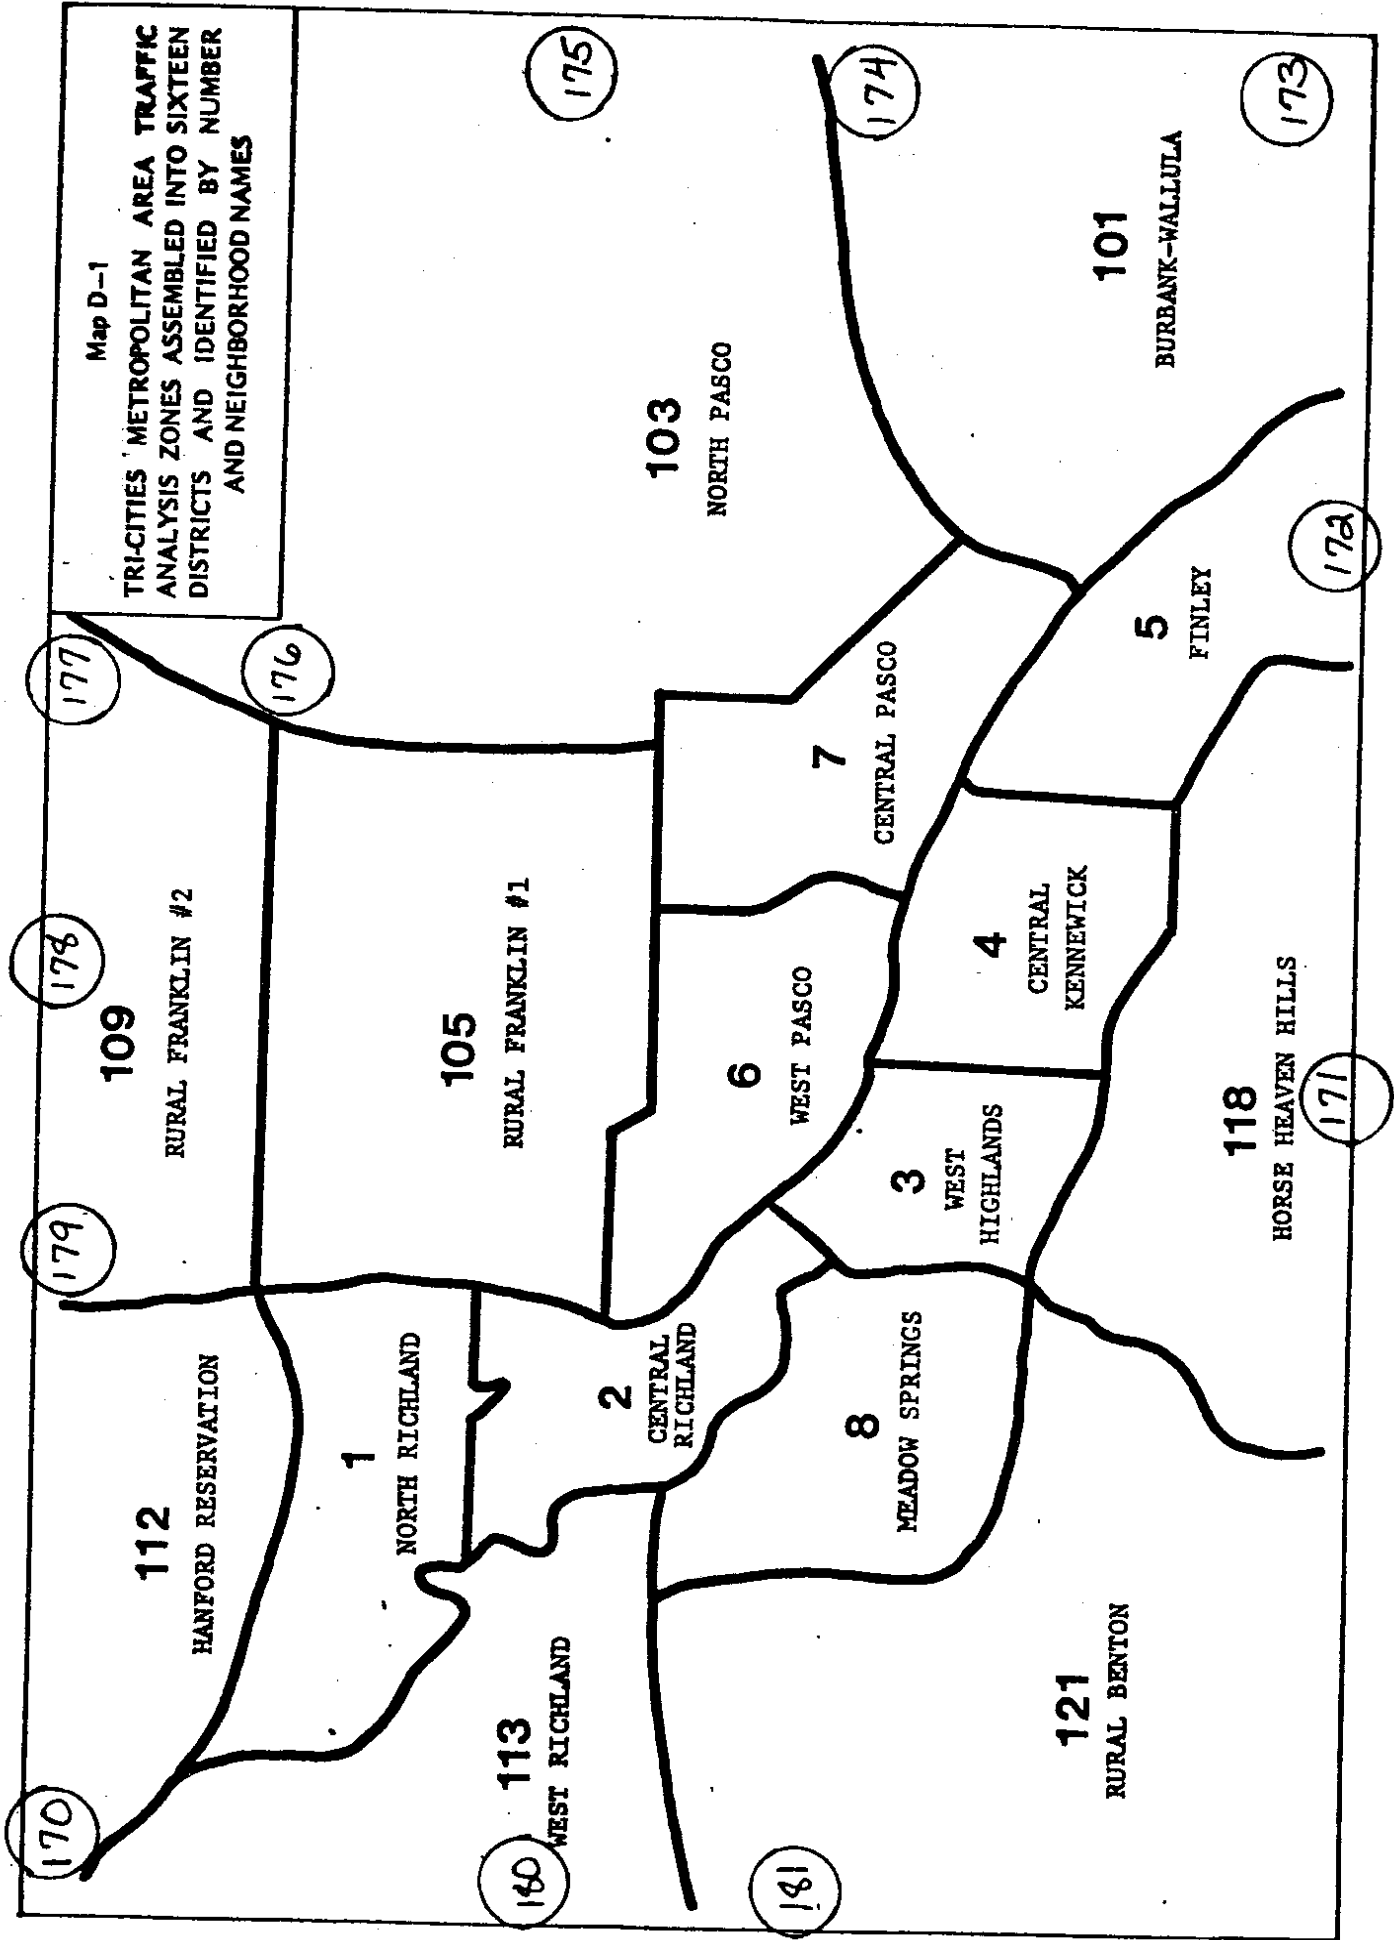 Map D-1
TRI-CITIES METROPOLITAN AREA TRAFFIC
ANALYSIS ZONES ASSEMBLED INTO SIXTEEN
DISTRICTS AND IDENTIFIED BY NUMBER
AND NEIGHBORHOOD NAMES
170
179
178
177
112
HANFORD RESERVATION
109
RURAL FRANKLIN #2
176
1
NORTH RICHLAND
105
RURAL FRANKLIN #1
175
180
113
WEST RICHLAND
2
CENTRAL
RICHLAND
6
WEST PASCO
7
CENTRAL PASCO
103
NORTH PASCO
174
181
8
MEADOW SPRINGS
3
WEST
HIGHLANDS
4
CENTRAL
KENNEWICK
5
FINLEY
101
BURBANK-WALLULA
121
RURAL BENTON
118
HORSE HEAVEN HILLS
171
172
173